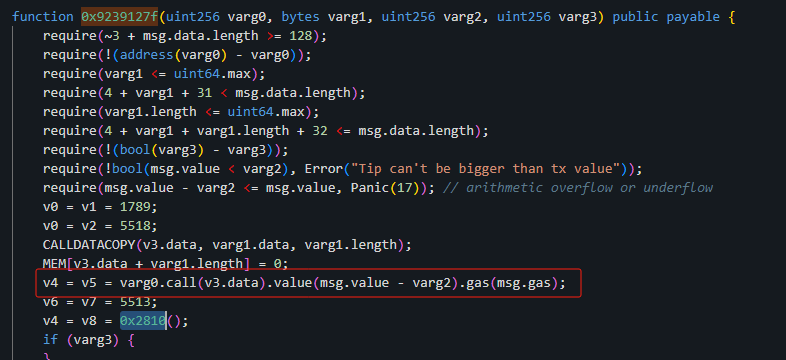 function 0x9239127f(uint256 varg0, bytes varg1, uint256 varg2, uint256 varg3) public payable {
require(~3 + msg.data.length >= 128);
require(!(address(varg0) - varg0));
require(varg1 <= uint64.max);
require(4 + varg1 + 31 < msg.data.length);
require(varg1.length <= uint64.max);
require(4 + varg1 + varg1.length + 32 <= msg.data.length);
require(!(bool(varg3) - varg3));
require(!bool(msg.value < varg2), Error("Tip can't be bigger than tx value"));
require(msg.value - varg2 <= msg.value, Panic(17)); // arithmetic overflow or underflow
v0 = v1 = 1789;
v0 = v2 = 5518;
CALLDATACOPY(v3.data, varg1.data, varg1.length);
MEM[v3.data + varg1.length] = 0;
v4 = v5 = varg0.call(v3.data).value(msg.value - varg2).gas(msg.gas);
v6 = v7 = 5513;
v4 = v8 = 0x2810();
if (varg3) {
}